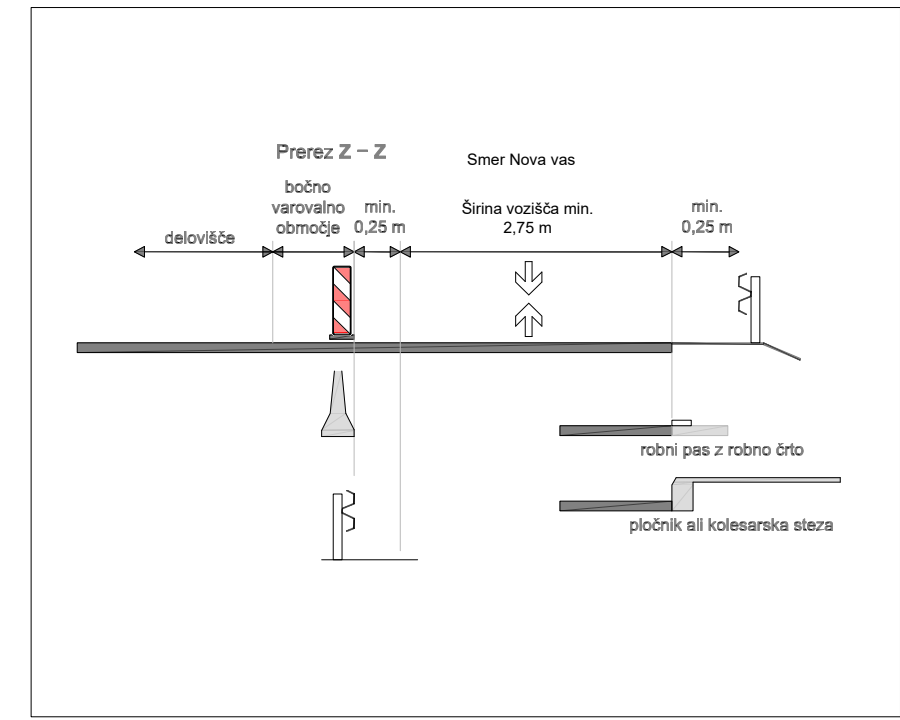 Prerez Z – Z
Smer Nova vas
bočno
varovalno
območje
min.
0,25 m
Širina vozišča min.
2,75 m
min.
0,25 m
delovišče
robni pas z robno črto
pločnik ali kolesarska steza